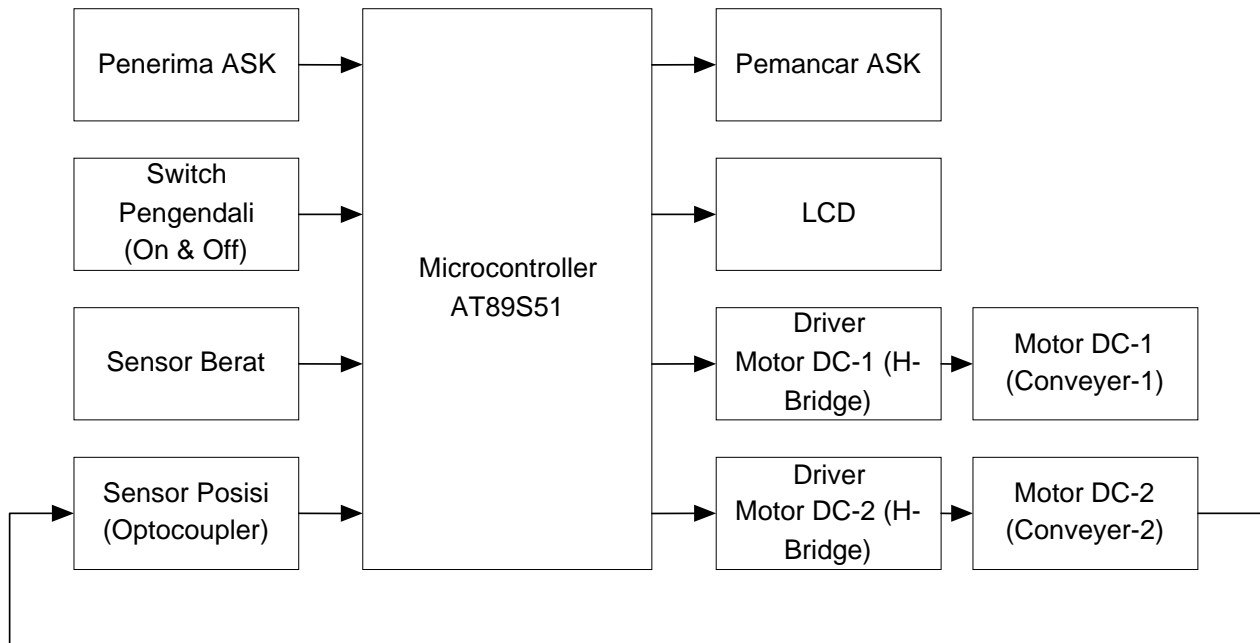 Penerima ASK
Pemancar ASK
Switch
Pengendali
(On & Off)
LCD
Microcontroller
AT89S51
Sensor Berat
Driver
Motor DC-1 (H-
Bridge)
Motor DC-1
(Conveyer-1)
Sensor Posisi
(Optocoupler)
Driver
Motor DC-2 (H-
Bridge)
Motor DC-2
(Conveyer-2)